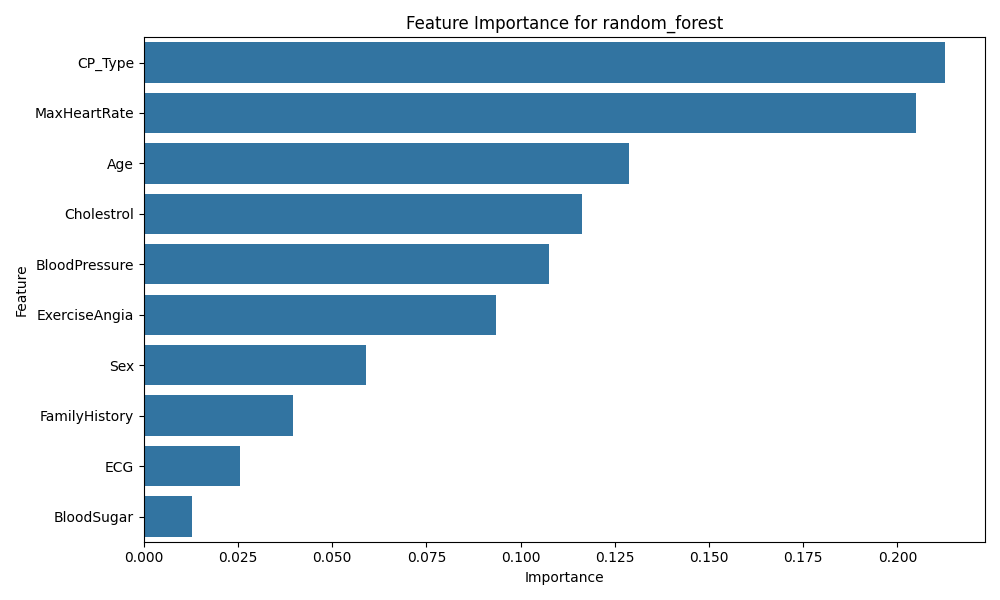 Feature Importance for random_forest
Feature
CP_Type
MaxHeartRate
Age
Cholestrol
BloodPressure
ExerciseAngia
Sex
FamilyHistory
ECG
BloodSugar
0.000 0.025 0.050 0.075 0.100 0.125 0.150 0.175 0.200
Importance